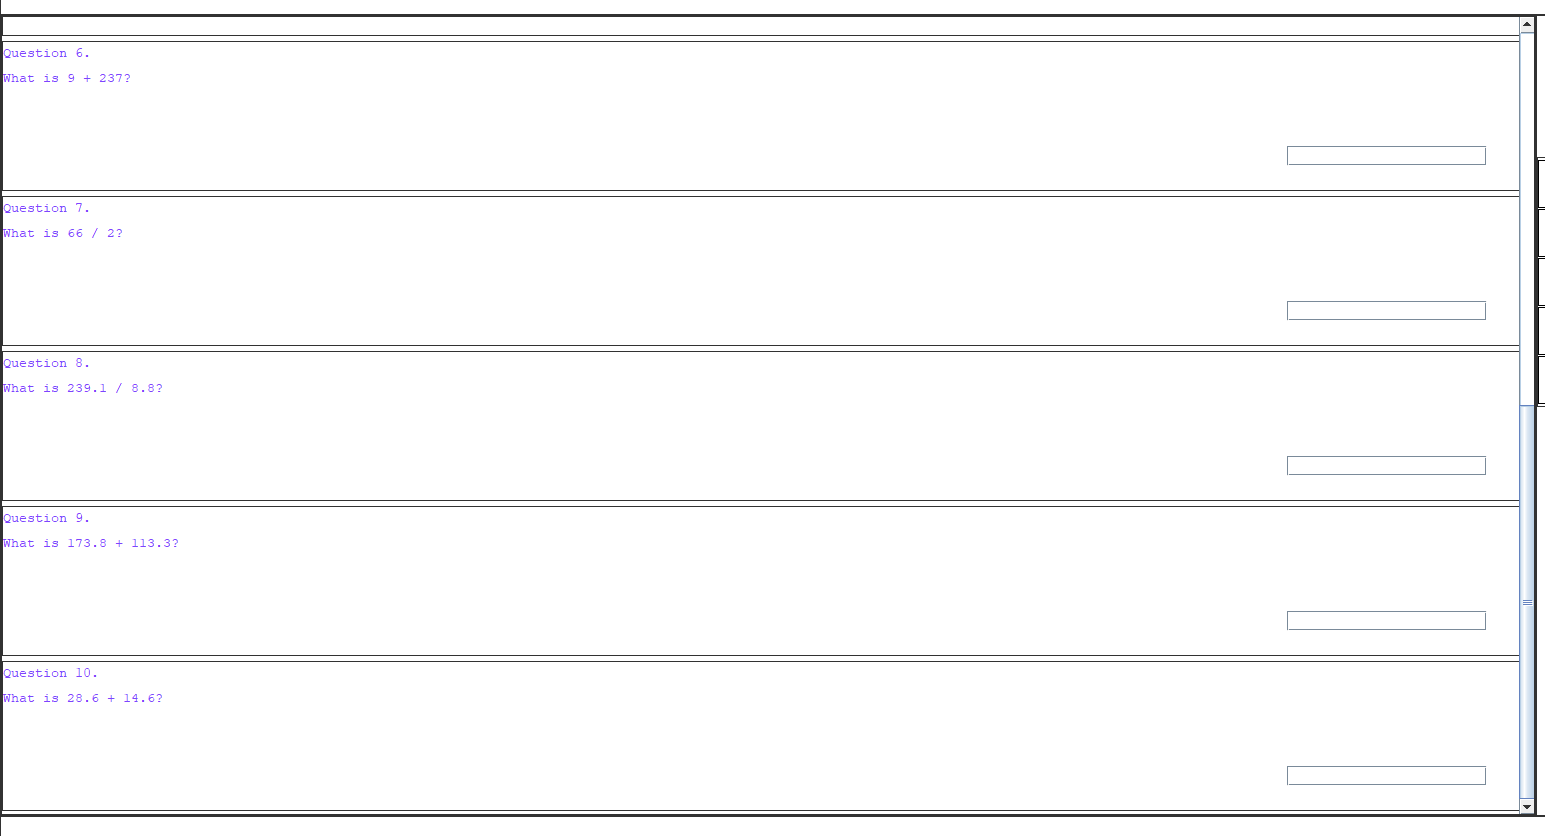 Question 6.
What is 9 + 237?
Question 7.
What is 66 / 2?
Question 8.
What is 239.1 / 8.8?
Question 9.
What is 173.8 + 113.3?
Question 10.
What is 28.6 + 14.6?